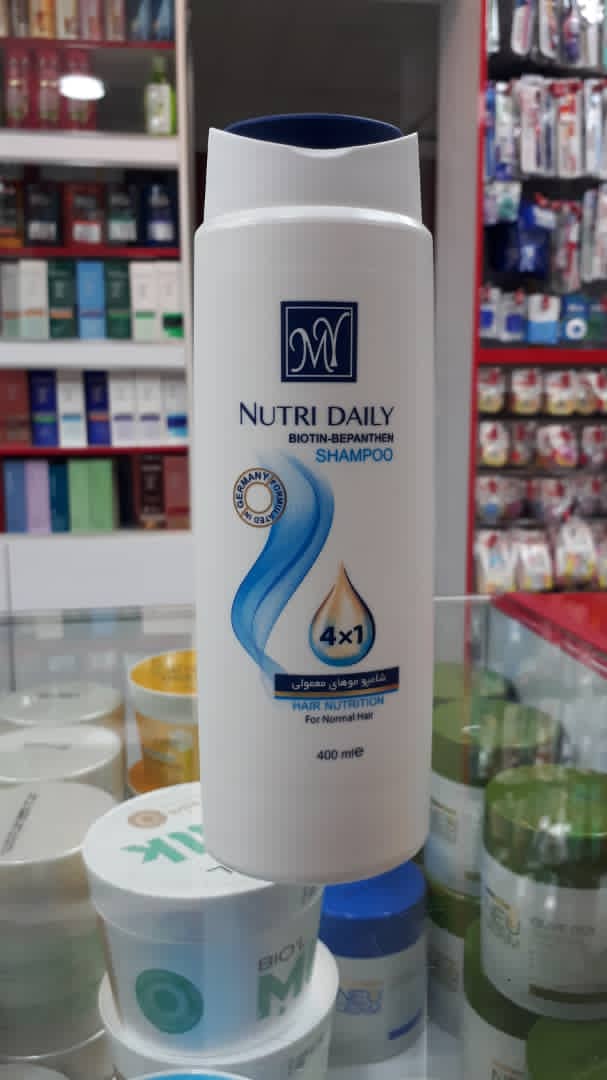 MY
NUTRI DAILY
BIOTIN-BEPANTHEN
SHAMPOO
FORMULATED IN GERMANY
4×1
شامپو موهای معمولی
HAIR NUTRITION
For Normal Hair
400 ml℮
BIO'L